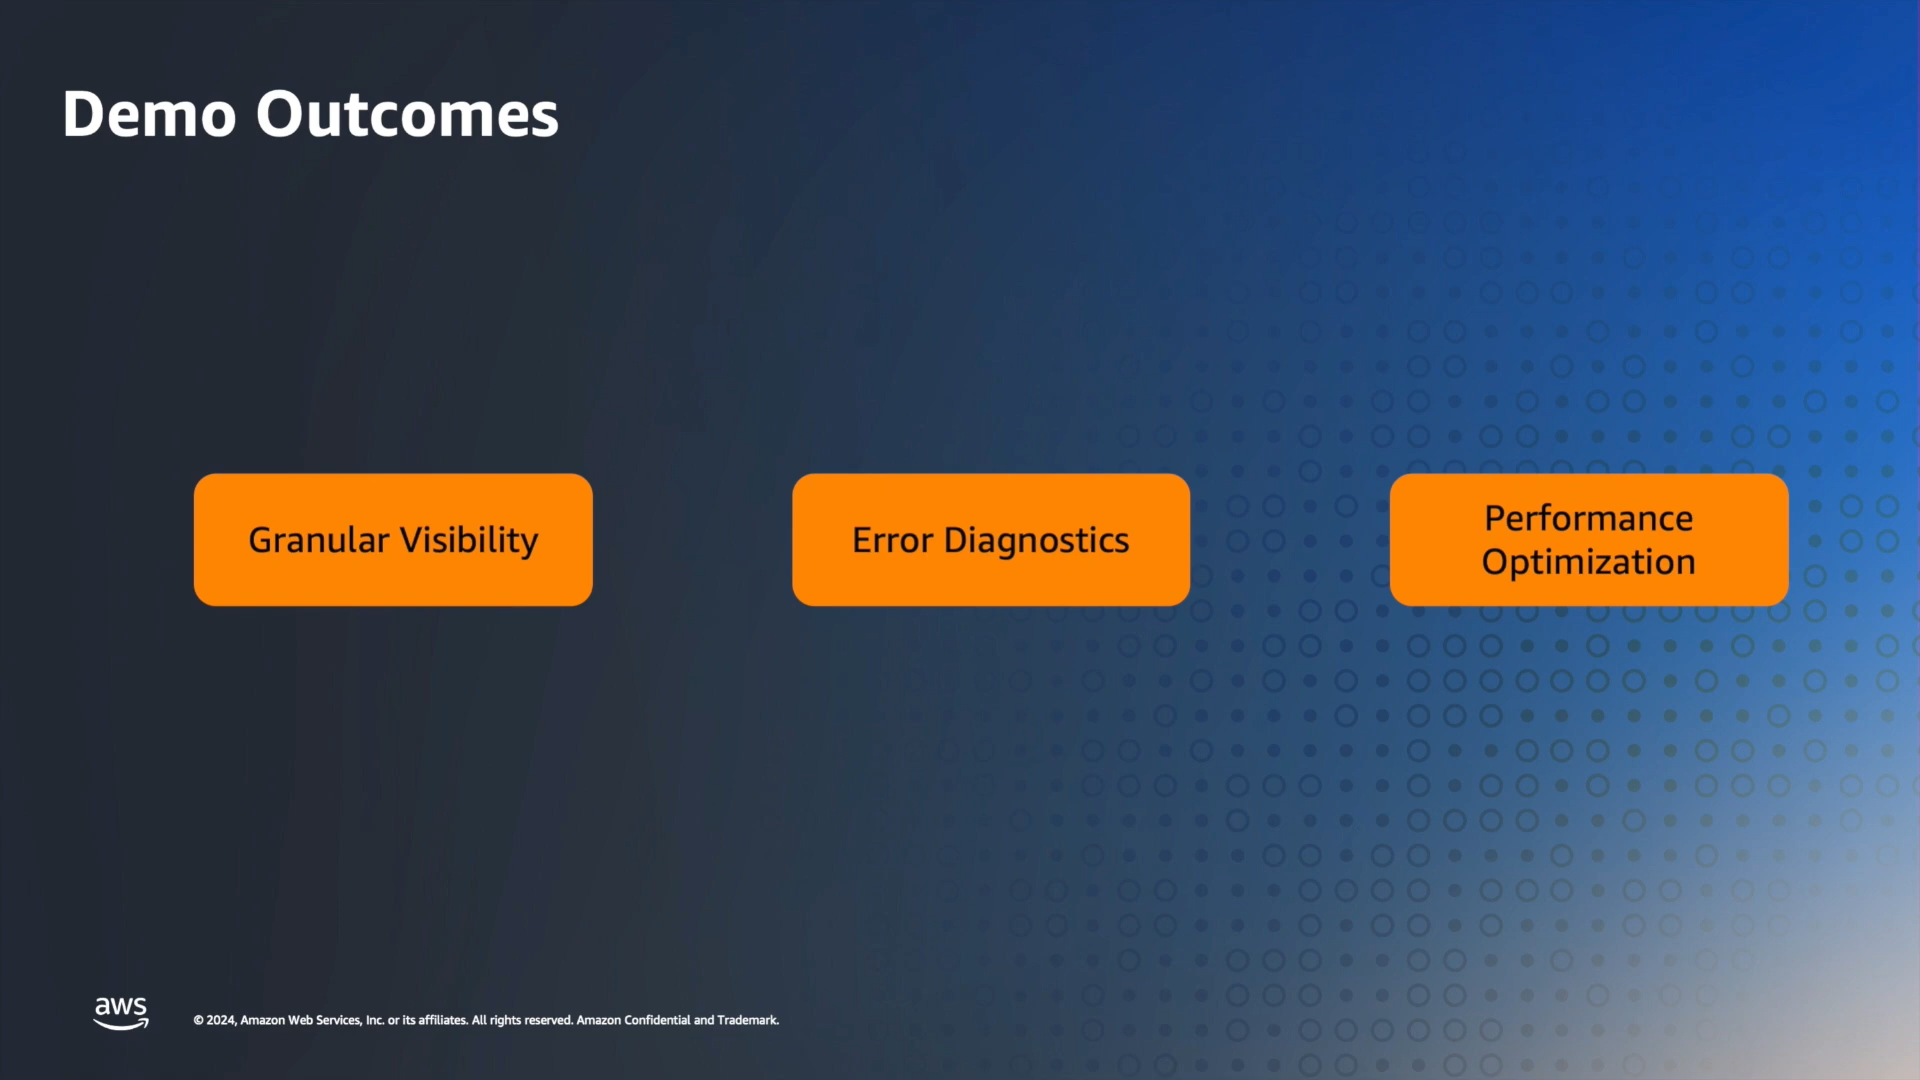 Demo Outcomes
Granular Visibility
Error Diagnostics
Performance
Optimization
aws
© 2024, Amazon Web Services, Inc. or its affiliates. All rights reserved. Amazon Confidential and Trademark.